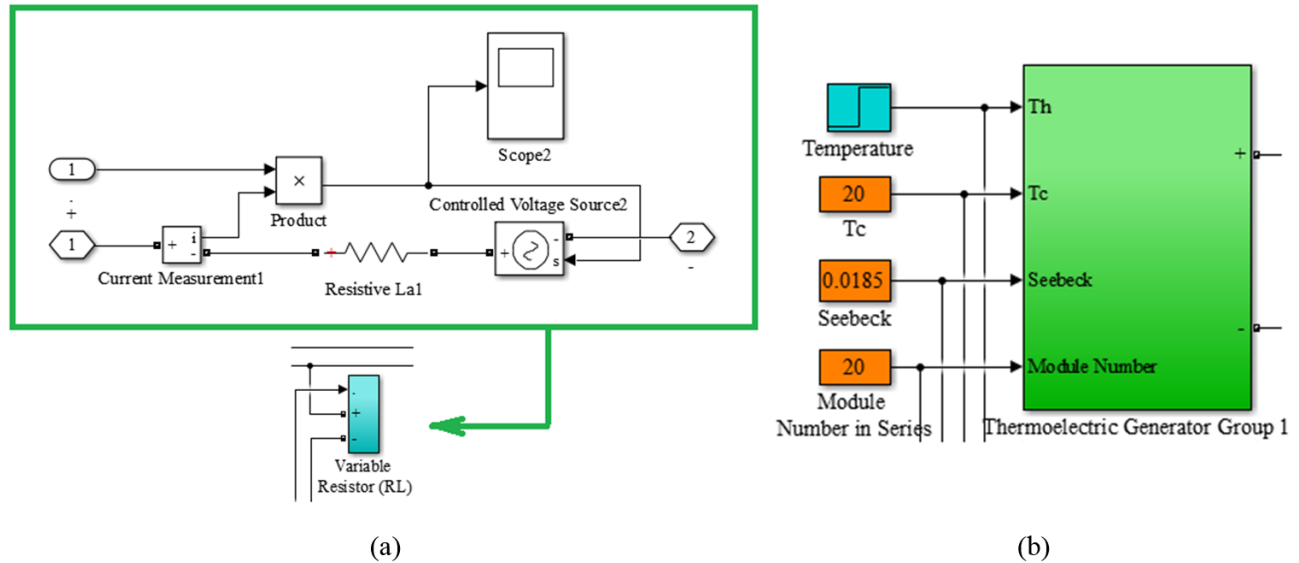 Scope2
1
×
Product
.
+
Controlled Voltage Source2
1
+
i
-
Current Measurement1
+
Resistive La1
+
-
s
2
-
.
+
-
Variable
Resistor (RL)
(a)
Temperature
Th
+
20
Tc
Tc
0.0185
Seebeck
Seebeck
-
20
Module Number
Module
Number in Series
Thermoelectric Generator Group 1
(b)